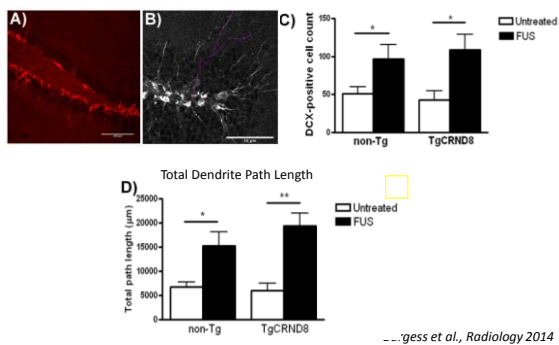 A)
B)
C)
DCX-positive cell count
150
100
50
0
*
*
Untreated
FUS
non-Tg
TgCRND8
Total Dendrite Path Length
D)
Total path length (µm)
25000
20000
15000
10000
5000
0
*
**
Untreated
FUS
non-Tg
TgCRND8
et al., Radiology 2014